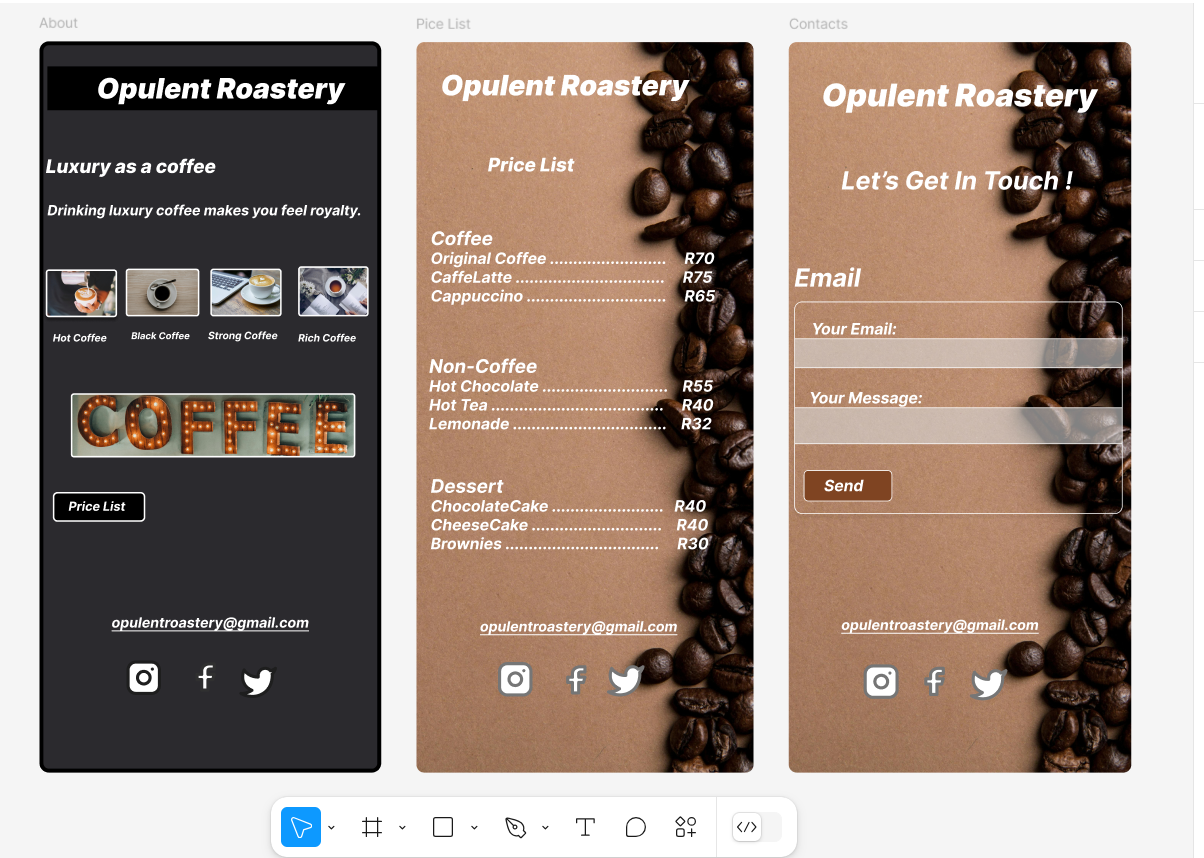 About
Opulent Roastery
Luxury as a coffee
Drinking luxury coffee makes you feel royalty.
Hot Coffee
Black Coffee
Strong Coffee
Rich Coffee
COFFEE
Price List
opulentroastery@gmail.com
Pice List
Opulent Roastery
Price List
Coffee
Original Coffee ......................... R70
CaffeLatte ................................ R75
Cappuccino .............................. R65
Non-Coffee
Hot Chocolate ........................... R55
Hot Tea ..................................... R40
Lemonade ................................. R32
Dessert
ChocolateCake ........................ R40
CheeseCake ............................ R40
Brownies ................................. R30
opulentroastery@gmail.com
Contacts
Opulent Roastery
Let’s Get In Touch !
Email
Your Email:
Your Message:
Send
opulentroastery@gmail.com